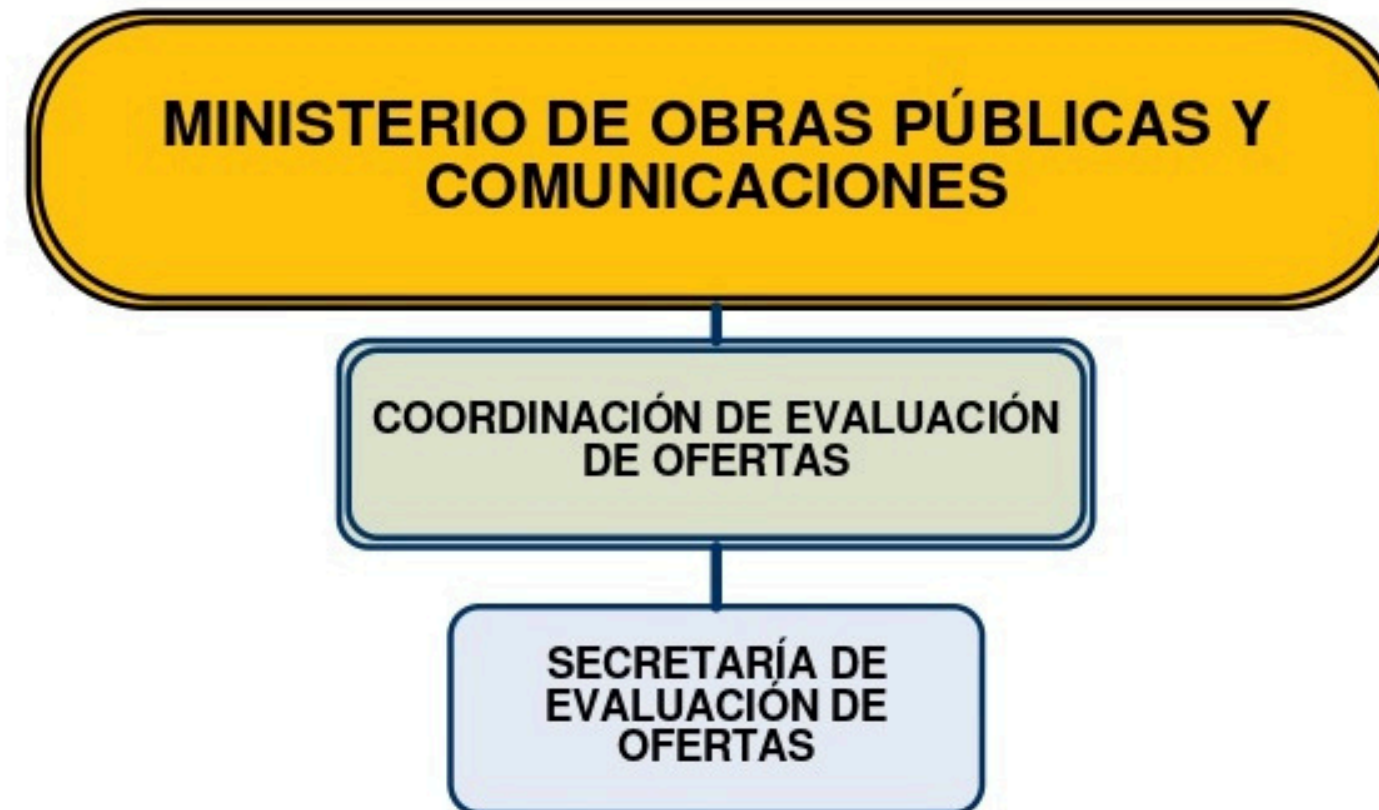 MINISTERIO DE OBRAS PÚBLICAS Y
COMUNICACIONES
COORDINACIÓN DE EVALUACIÓN
DE OFERTAS
SECRETARÍA DE
EVALUACIÓN DE
OFERTAS